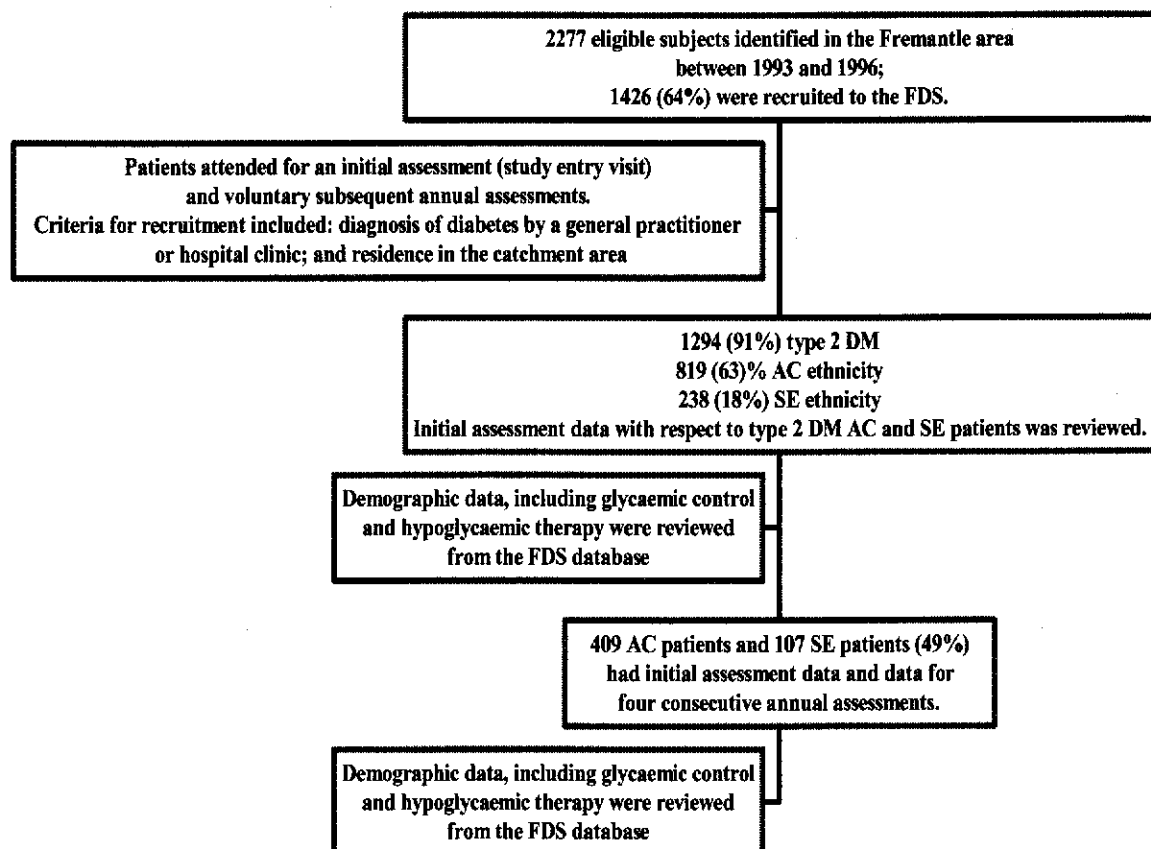 2277 eligible subjects identified in the Fremantle area
between 1993 and 1996;
1426 (64%) were recruited to the FDS.
Patients attended for an initial assessment (study entry visit)
and voluntary subsequent annual assessments.
Criteria for recruitment included: diagnosis of diabetes by a general practitioner
or hospital clinic; and residence in the catchment area
1294 (91%) type 2 DM
819 (63)% AC ethnicity
238 (18%) SE ethnicity
Initial assessment data with respect to type 2 DM AC and SE patients was reviewed.
Demographic data, including glycaemic control
and hypoglycaemic therapy were reviewed
from the FDS database
409 AC patients and 107 SE patients (49%)
had initial assessment data and data for
four consecutive annual assessments.
Demographic data, including glycaemic control
and hypoglycaemic therapy were reviewed
from the FDS database